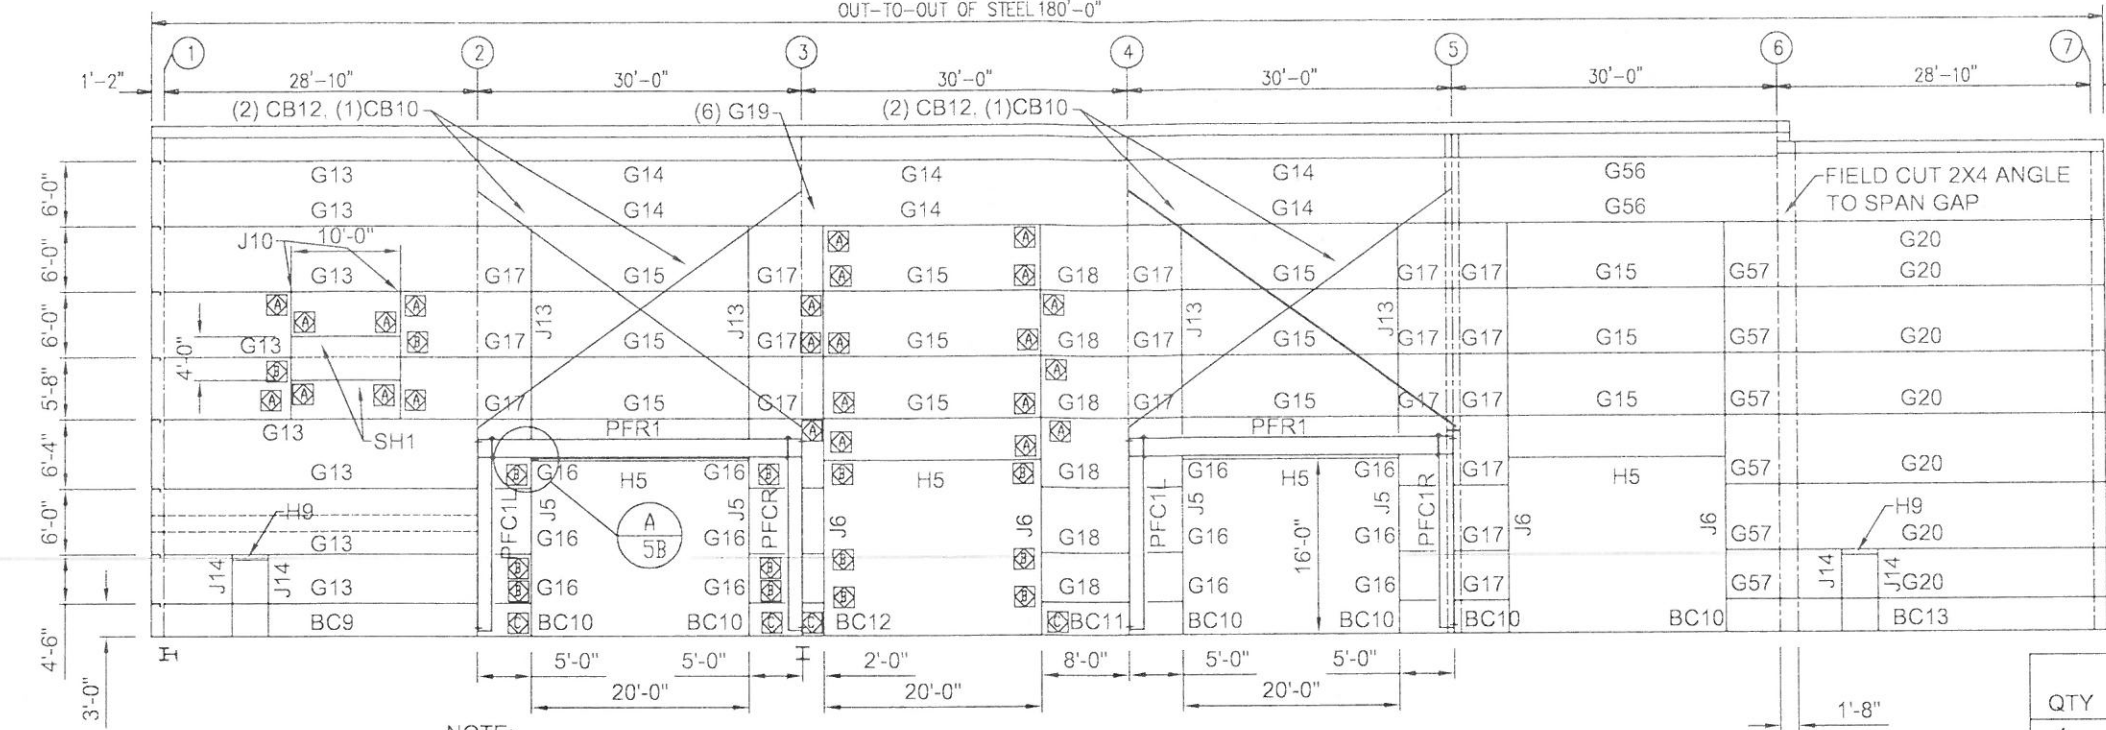 OUT-TO-OUT OF STEEL 180'-0"
1 2 3 4 5 6 7
1'-2" 28'-10" 30'-0" 30'-0" 30'-0" 30'-0" 28'-10"
(2) CB12, (1)CB10 (6) G19 (2) CB12, (1)CB10
6'-0" G13 G14 G14 G14 G56 FIELD CUT 2X4 ANGLE
G13 G14 G14 G14 G56 TO SPAN GAP
J10 10'-0" A A G20
6'-0" G13 G17 G15 G17 A G15 A G18 G17 G15 G17 G17 G15 G57 G20
A A A A
A A J13 J13 J13 J13
6'-0" 4'-0" G13 B G17 G15 G17 A A G15 A G18 G17 G15 G17 G17 G15 G57 G20
B A
5'-8" A A A A G17 G15 G17 A G15 A G18 G17 G15 G17 G17 G15 G57 G20
G13 SH1 PFR1 A A A A PFR1
6'-4" G13 B G16 H5 G16 B B H5 B G18 G16 H5 G16 G17 H5 G57 G20
PFC1L J5 J5 PFCR J6 J6 PFC1L J5 J5 PFC1R J6 J6
H9 A H9
6'-0" G13 G16 5B G16 G18 G16 16'-0" G16 G17 G57 G20
B B B B
J14 J14 G13 B G16 G16 B B B G18 G16 G16 G17 G57 J14 J14 G20
BC9 C BC10 BC10 C C BC12 C BC11 BC10 BC10 BC10 BC10 BC13
4'-6" 5'-0" 5'-0" 2'-0" 8'-0" 5'-0" 5'-0"
20'-0" 20'-0" 20'-0"
3'-0" 1'-8" QTY
NOTE: